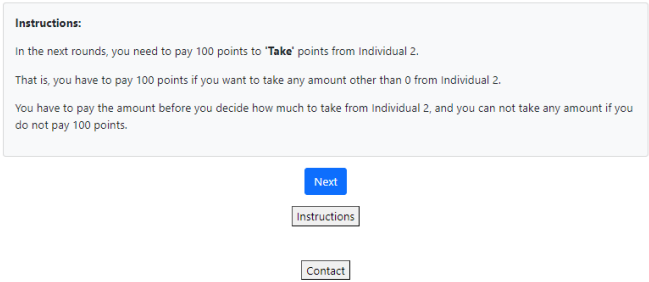 Instructions:
In the next rounds, you need to pay 100 points to 'Take' points from Individual 2.
That is, you have to pay 100 points if you want to take any amount other than 0 from Individual 2.
You have to pay the amount before you decide how much to take from Individual 2, and you can not take any amount if you
do not pay 100 points.
Next
Instructions
Contact